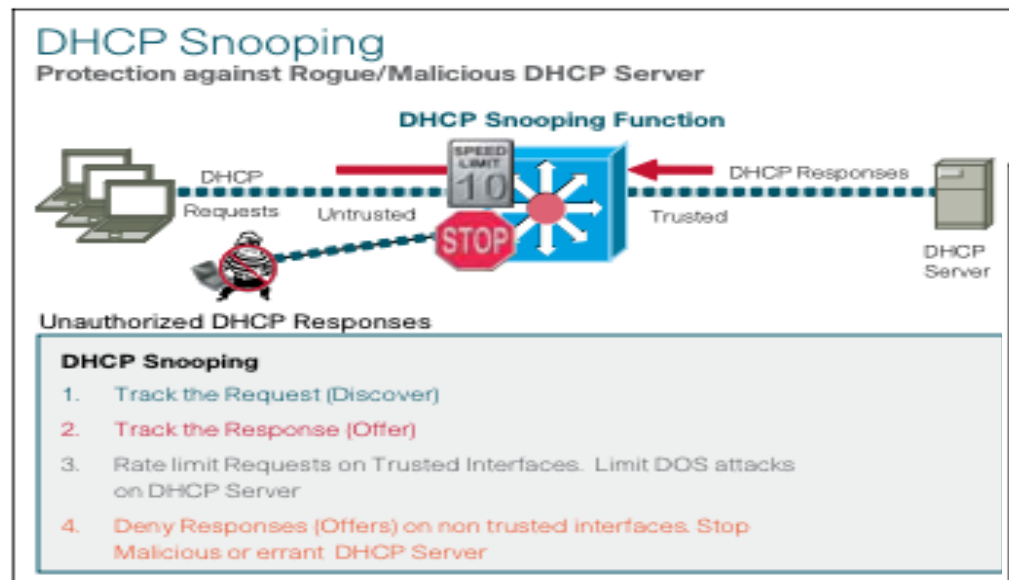 DHCP Snooping
Protection against Rogue/Malicious DHCP Server
DHCP Snooping Function
SPEED
LIMIT
10
DHCP
Requests
Untrusted
STOP
DHCP Responses
Trusted
DHCP
Server
Unauthorized DHCP Responses
DHCP Snooping
1. Track the Request (Discover)
2. Track the Response (Offer)
3. Rate limit Requests on Trusted Interfaces. Limit DOS attacks
on DHCP Server
4. Deny Responses (Offers) on non trusted interfaces. Stop
Malicious or errant DHCP Server